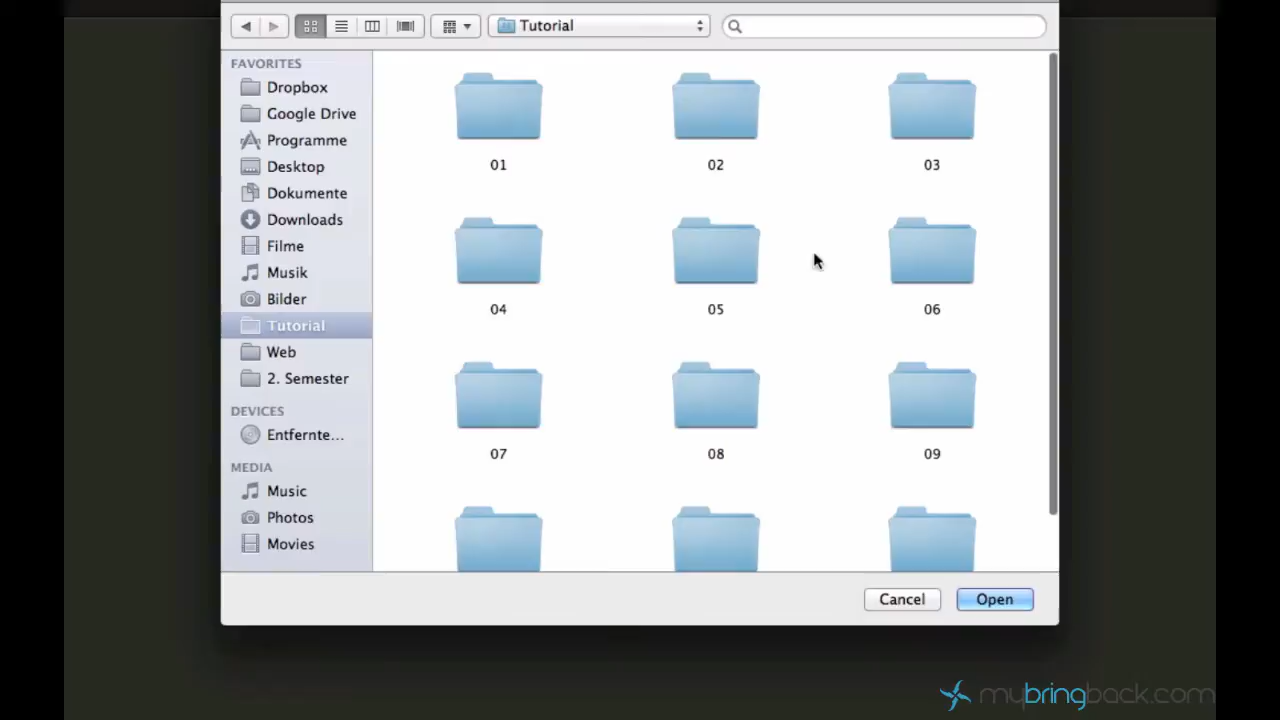 Tutorial
FAVORITES
Dropbox
Google Drive
Programme
Desktop
Dokumente
Downloads
Filme
Musik
Bilder
Tutorial
Web
2. Semester
DEVICES
Entfernte...
MEDIA
Music
Photos
Movies
01 02 03
04 05 06
07 08 09
Cancel Open
mybringback.com